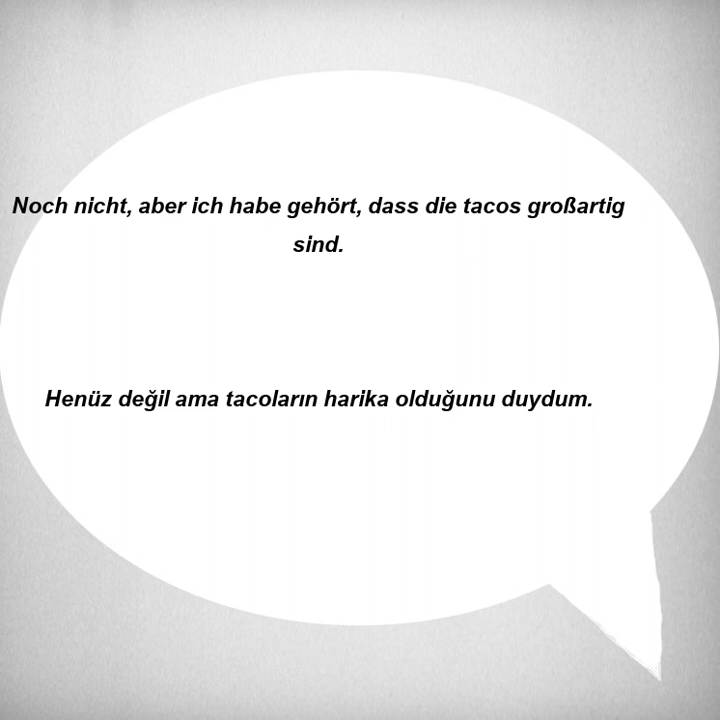 Noch nicht, aber ich habe gehört, dass die tacos großartig
sind.
Henüz değil ama tacoların harika olduğunu duydum.